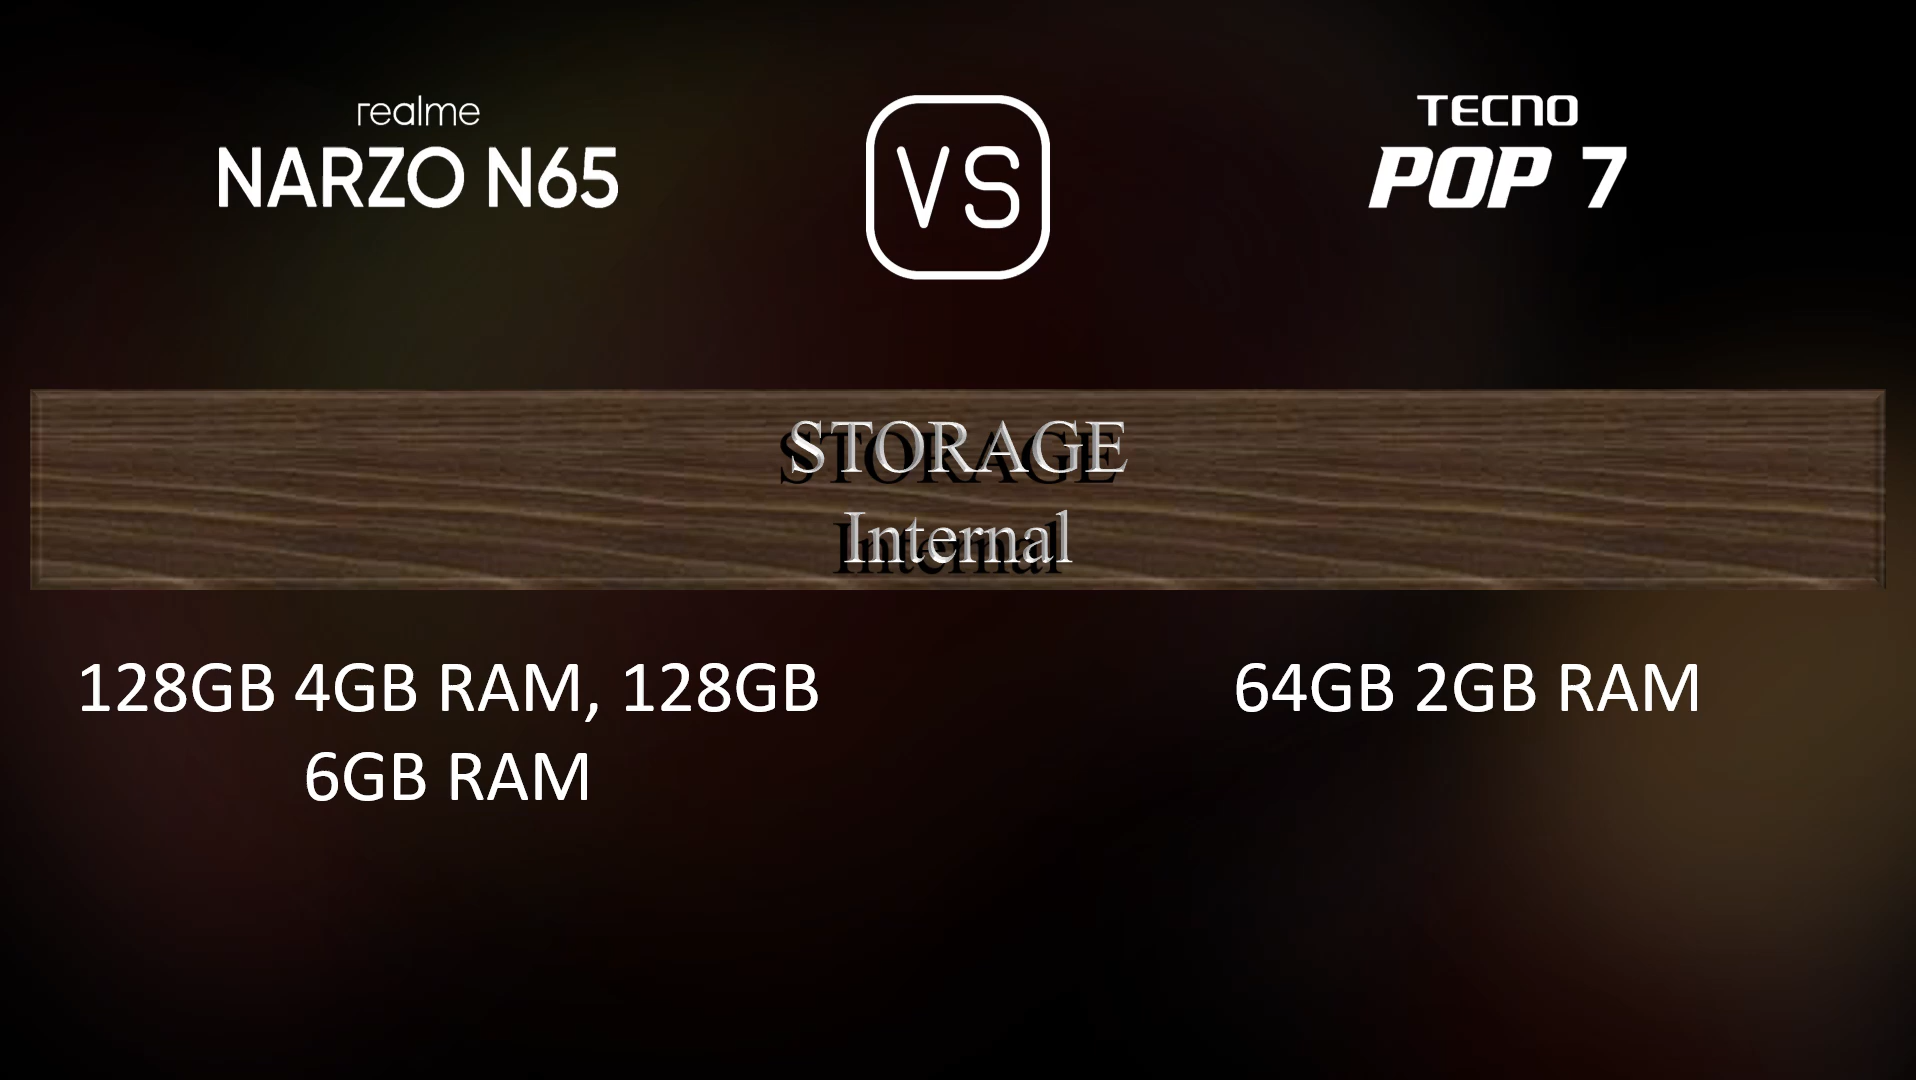 realme
NARZO N65
VS
TECNO
POP 7
STORAGE
Internal
128GB 4GB RAM, 128GB
6GB RAM
64GB 2GB RAM